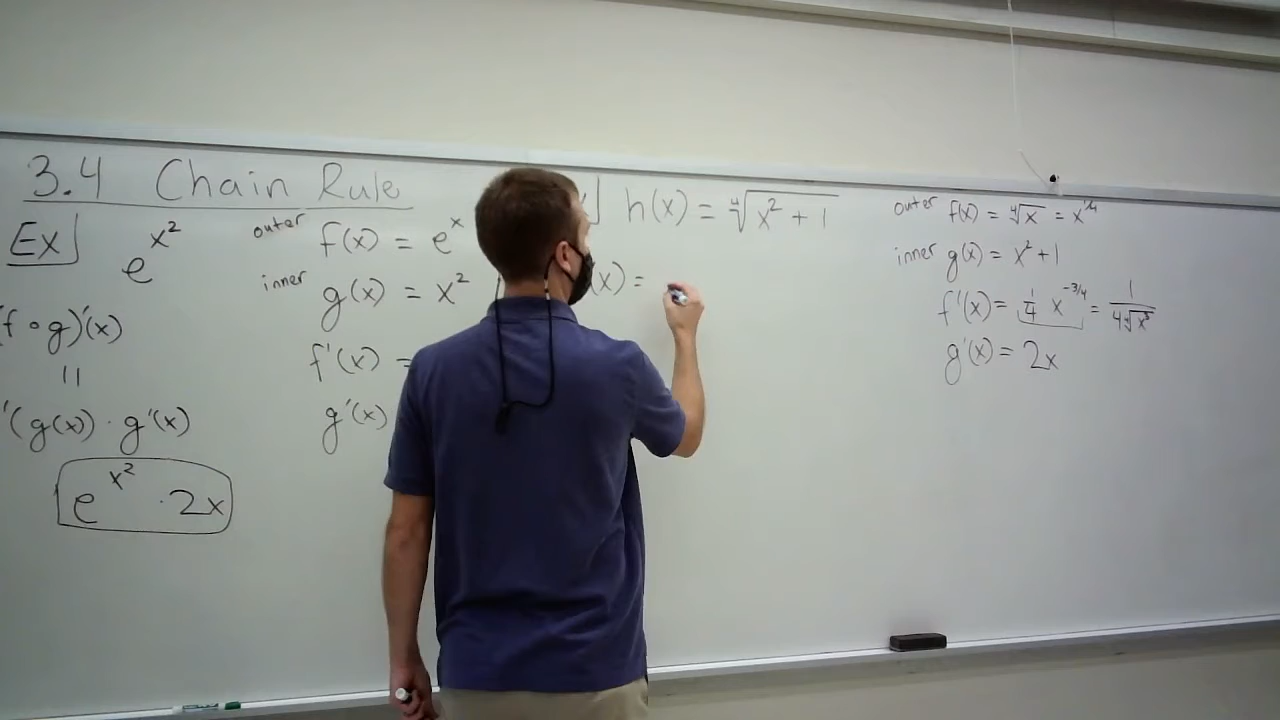 3.4 Chain Rule
Ex e^{x^2}
(f∘g)'(x)
=
'(g(x)) · g'(x)
e^{x^2} · 2x
outer f(x) = e^x
inner g(x) = x^2
f'(x) =
g'(x)
h(x) = ∜(x^2 + 1)
(x) =
outer f(x) = ∜x = x^{1/4}
inner g(x) = x^2 + 1
f'(x) = 1/4 x^{-3/4} = 1/(4∜x^3)
g'(x) = 2x